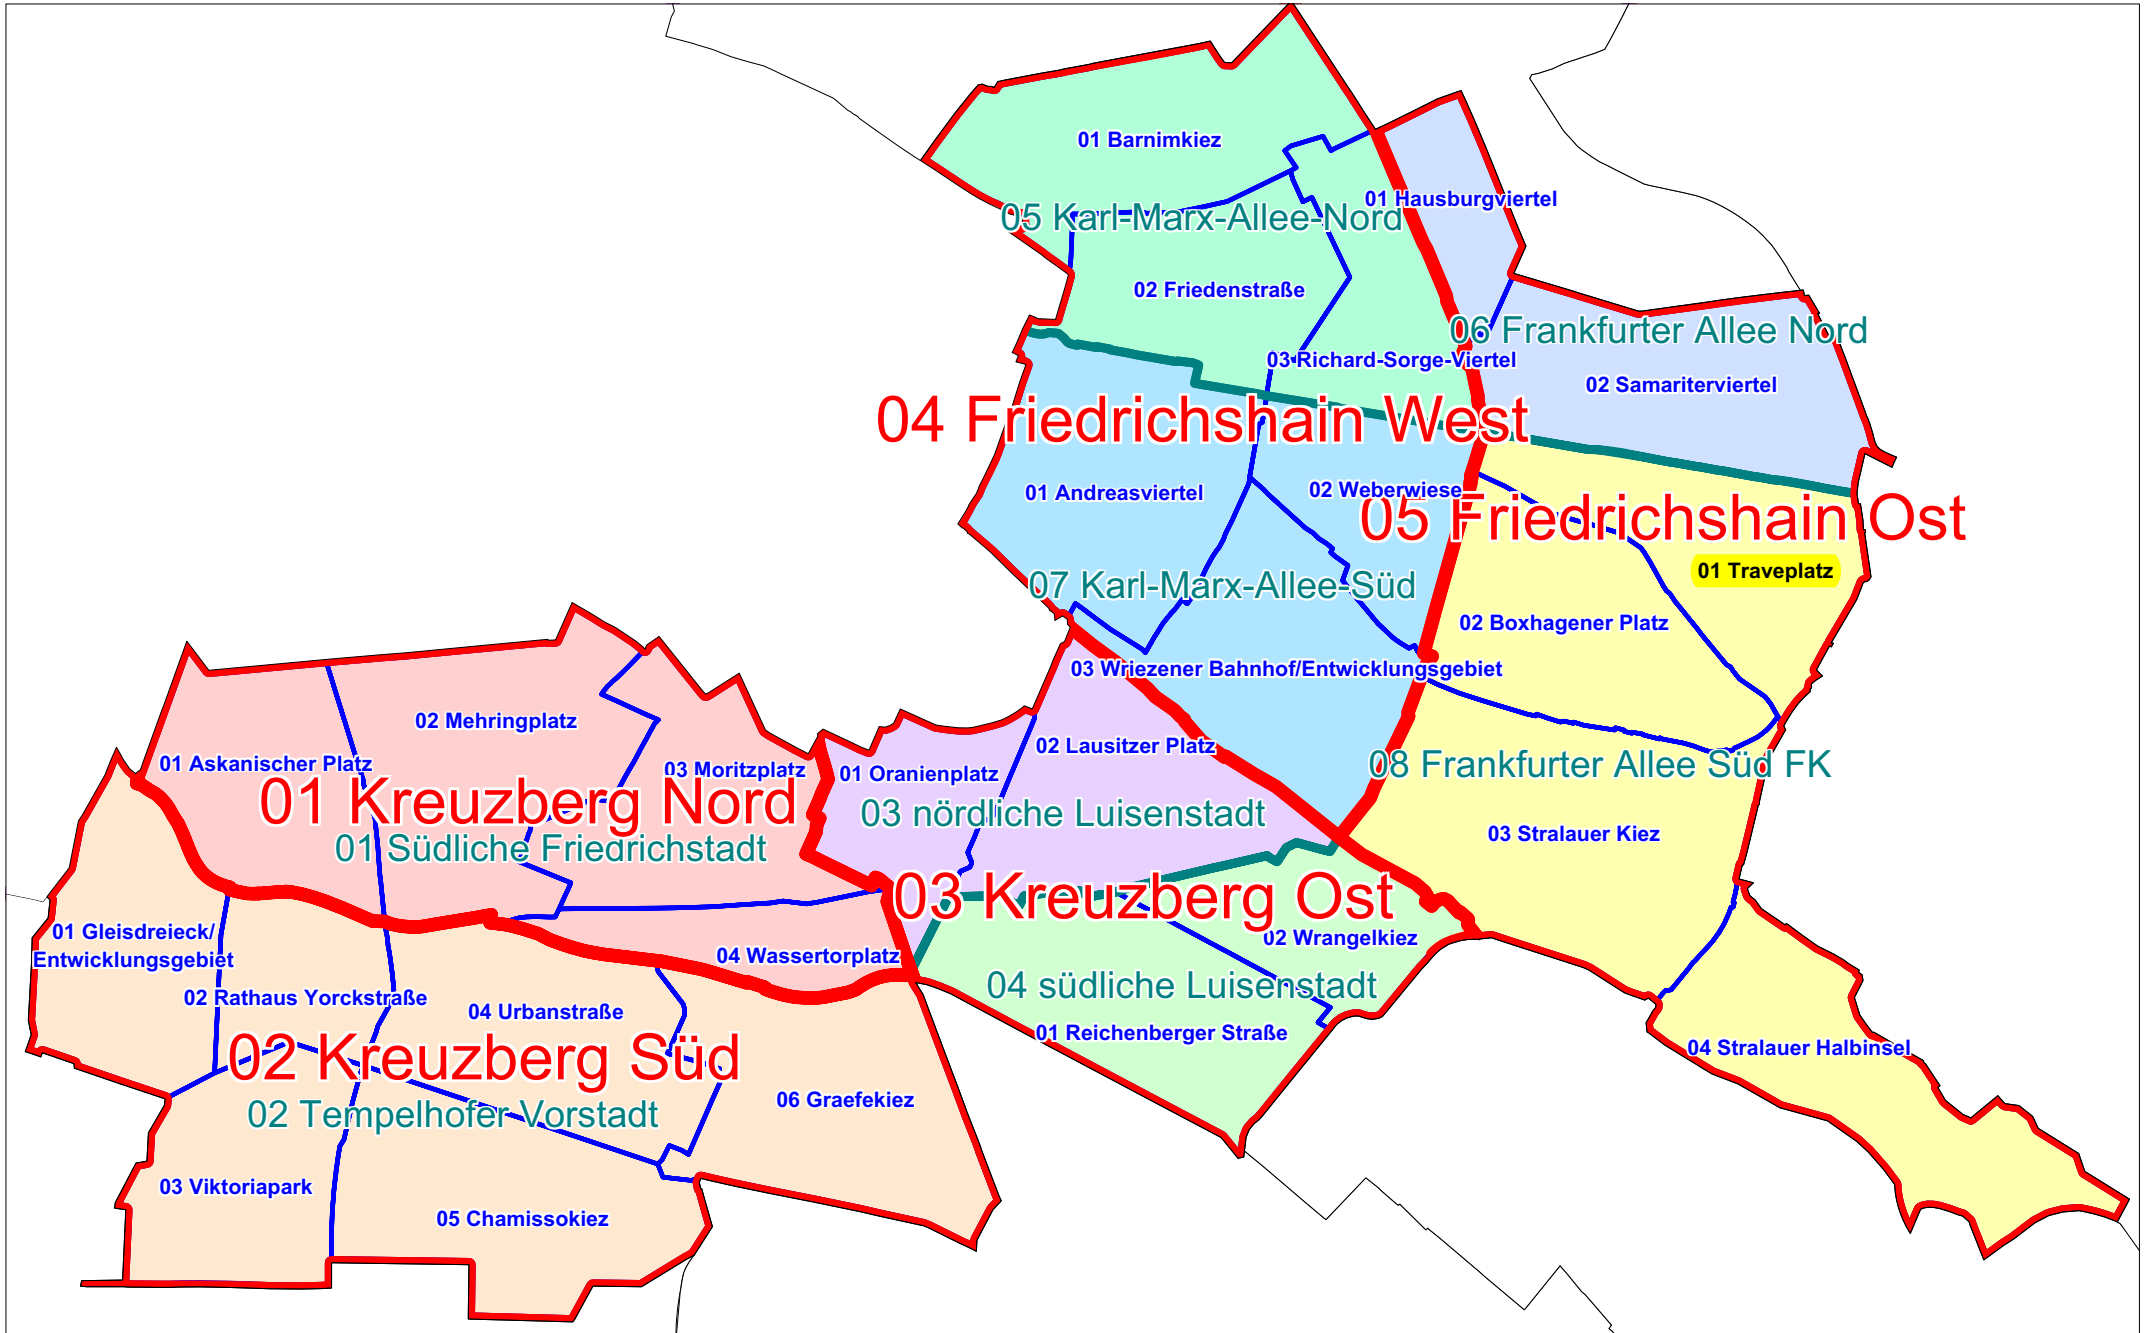 01 Barnimkiez
01 Hausburgviertel
05 Karl-Marx-Allee-Nord
02 Friedenstraße
06 Frankfurter Allee Nord
03 Richard-Sorge-Viertel
02 Samariterviertel
04 Friedrichshain West
01 Andreasviertel
02 Weberwiese
05 Friedrichshain Ost
01 Traveplatz
07 Karl-Marx-Allee-Süd
02 Boxhagener Platz
03 Wriezener Bahnhof/Entwicklungsgebiet
02 Mehringplatz
02 Lausitzer Platz
01 Askanischer Platz
03 Moritzplatz
01 Oranienplatz
08 Frankfurter Allee Süd FK
01 Kreuzberg Nord
03 nördliche Luisenstadt
03 Stralauer Kiez
01 Südliche Friedrichstadt
03 Kreuzberg Ost
01 Gleisdreieck/
Entwicklungsgebiet
02 Wrangelkiez
04 Wassertorplatz
04 südliche Luisenstadt
02 Rathaus Yorckstraße
04 Urbanstraße
01 Reichenberger Straße
04 Stralauer Halbinsel
02 Kreuzberg Süd
06 Graefekiez
02 Tempelhofer Vorstadt
03 Viktoriapark
05 Chamissokiez